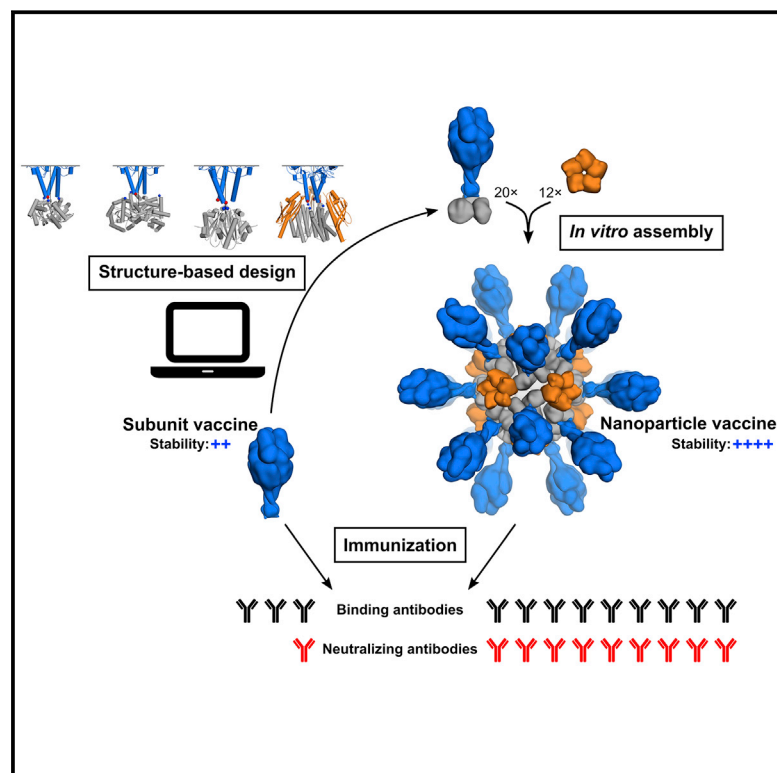 20×
12×
In vitro assembly
Structure-based design
Subunit vaccine
Stability:++
Nanoparticle vaccine
Stability:++++
Immunization
Binding antibodies
Neutralizing antibodies